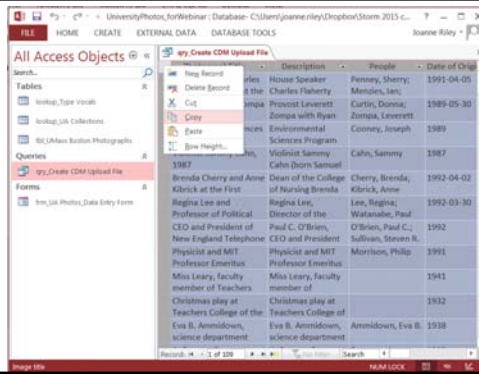 UniversityPhotos_forWebinar : Database- C:\Users\joanne.riley\Dropbox\Storm 2015 c...
FILE HOME CREATE EXTERNAL DATA DATABASE TOOLS Joanne Riley
All Access Objects
qry_Create CDM Upload File
Search...
Tables
lookup_Type Vocab
lookup_UA Collections
tbl_UMass Boston Photographs
Queries
qry_Create CDM Upload File
Forms
frm_UA Photos_Data Entry Form
New Record
Delete Record
Cut
Copy
Paste
Row Height...
Description People Date of Origi
House Speaker Penney, Sherry; 1991-04-05
Charles Flaherty Menzies, Ian;
Provost Leverett Curtin, Donna; 1989-05-30
Zompa with Ryan Zompa, Leverett
Environmental Cooney, Joseph 1989
Sciences Program
Violinist Sammy Cahn, Violinist Sammy Cahn, Sammy 1987
1987 Cahn (born Samuel
Brenda Cherry and Anne Dean of the College Cherry, Brenda; 1992-04-02
Kibrick at the First of Nursing Brenda Kibrick, Anne
Regina Lee and Regina Lee, Lee, Regina; 1992-03-30
Professor of Political Director of the Watanabe, Paul
CEO and President of Paul C. O'Brien, O'Brien, Paul C.; 1992
New England Telephone CEO and President Sullivan, Steven R.
Physicist and MIT Physicist and MIT Morrison, Philip 1991
Professor Emeritus Professor Emeritus
Miss Leary, faculty Miss Leary, faculty 1941
member of Teachers member of
Christmas play at Christmas play at 1932
Teachers College of the Teachers College of
Eva B. Ammidown, Eva B. Ammidown, Ammidown, Eva B. 1938
science department science department
Record: 1 of 109 No Filter Search
Image title NUM LOCK